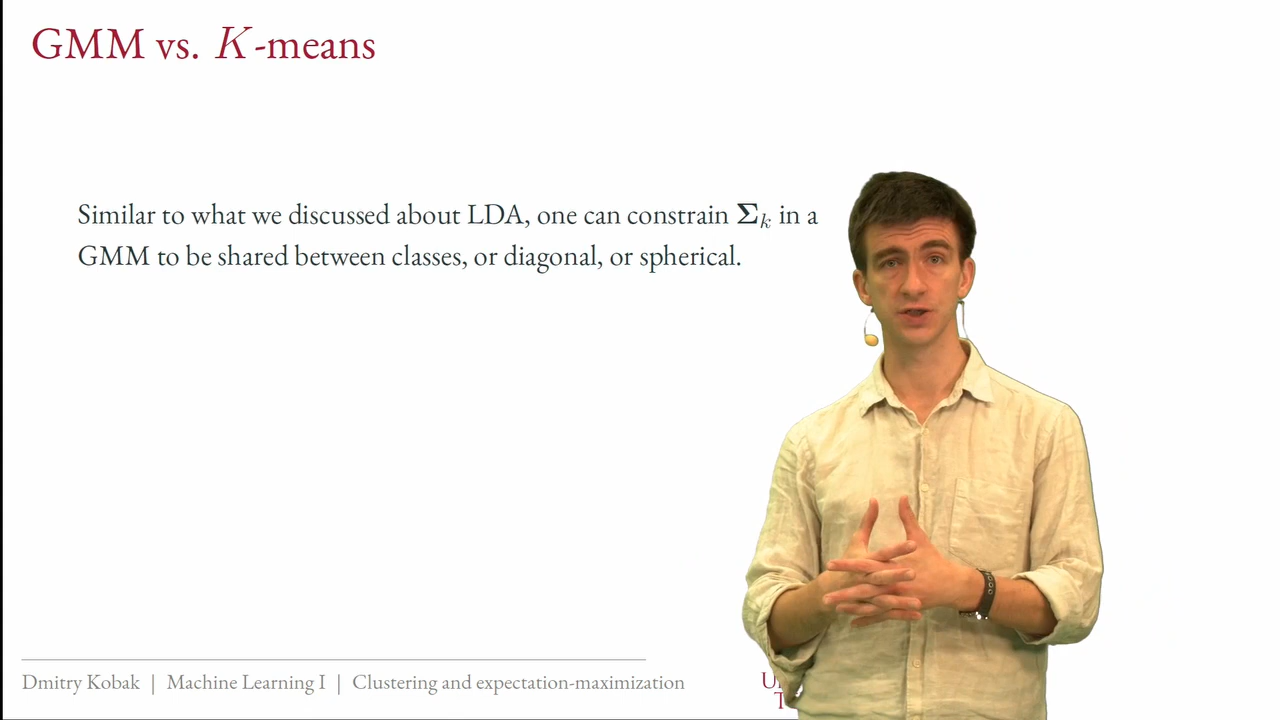 GMM vs. K-means
Similar to what we discussed about LDA, one can constrain Σₖ in a
GMM to be shared between classes, or diagonal, or spherical.
Dmitry Kobak | Machine Learning I | Clustering and expectation-maximization